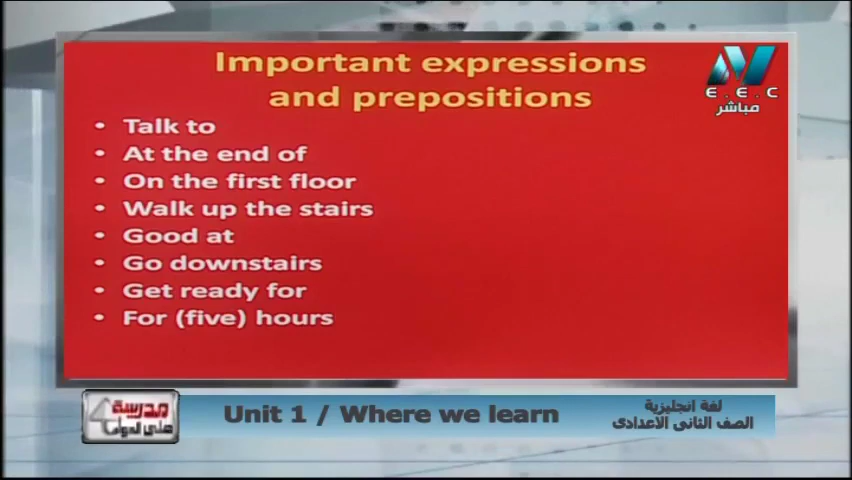 Important expressions
and prepositions
E . E . C
مباشر
• Talk to
• At the end of
• On the first floor
• Walk up the stairs
• Good at
• Go downstairs
• Get ready for
• For (five) hours
مدرسة
على الهواء
Unit 1 / Where we learn
لغة انجليزية
الصف الثانى الاعدادى